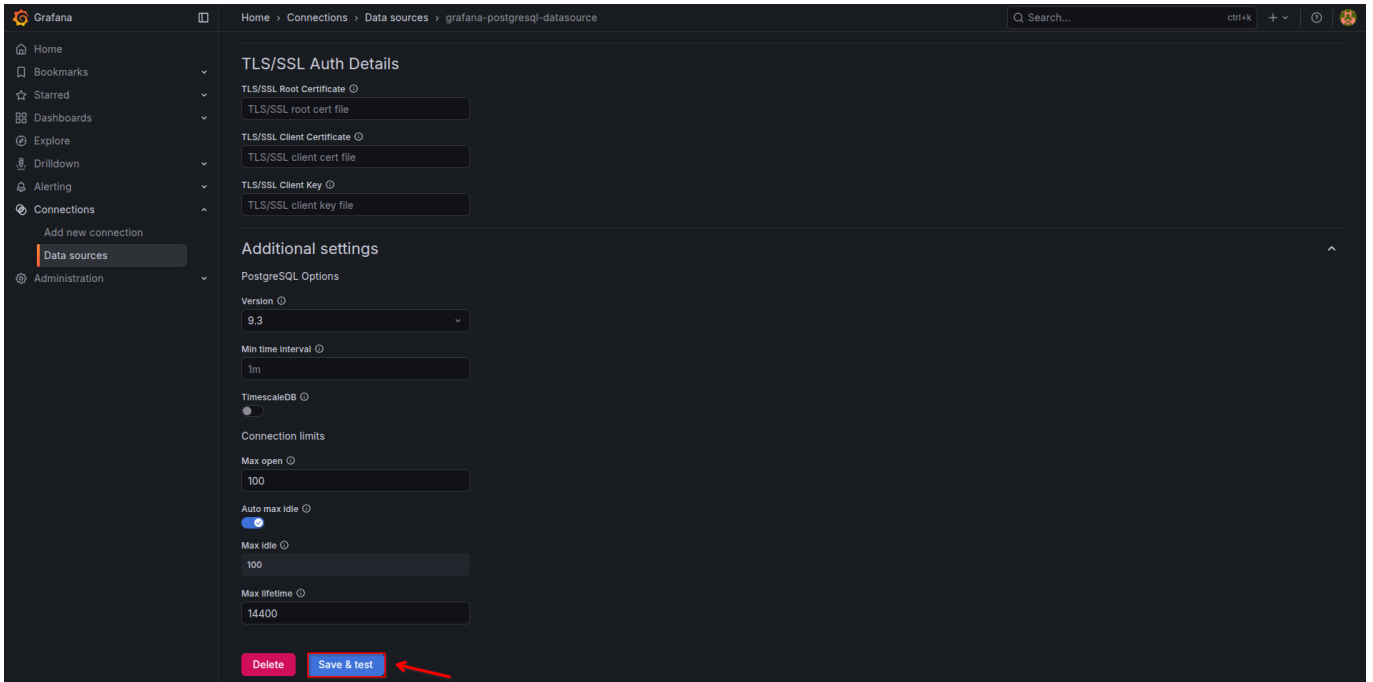 Grafana
Home › Connections › Data sources › grafana-postgresql-datasource
Search...
ctrl+k
Home
Bookmarks
Starred
Dashboards
Explore
Drilldown
Alerting
Connections
Add new connection
Data sources
Administration
TLS/SSL Auth Details
TLS/SSL Root Certificate
TLS/SSL root cert file
TLS/SSL Client Certificate
TLS/SSL client cert file
TLS/SSL Client Key
TLS/SSL client key file
Additional settings
PostgreSQL Options
Version
9.3
Min time interval
1m
TimescaleDB
Connection limits
Max open
100
Auto max idle
Max idle
100
Max lifetime
14400
Delete
Save & test